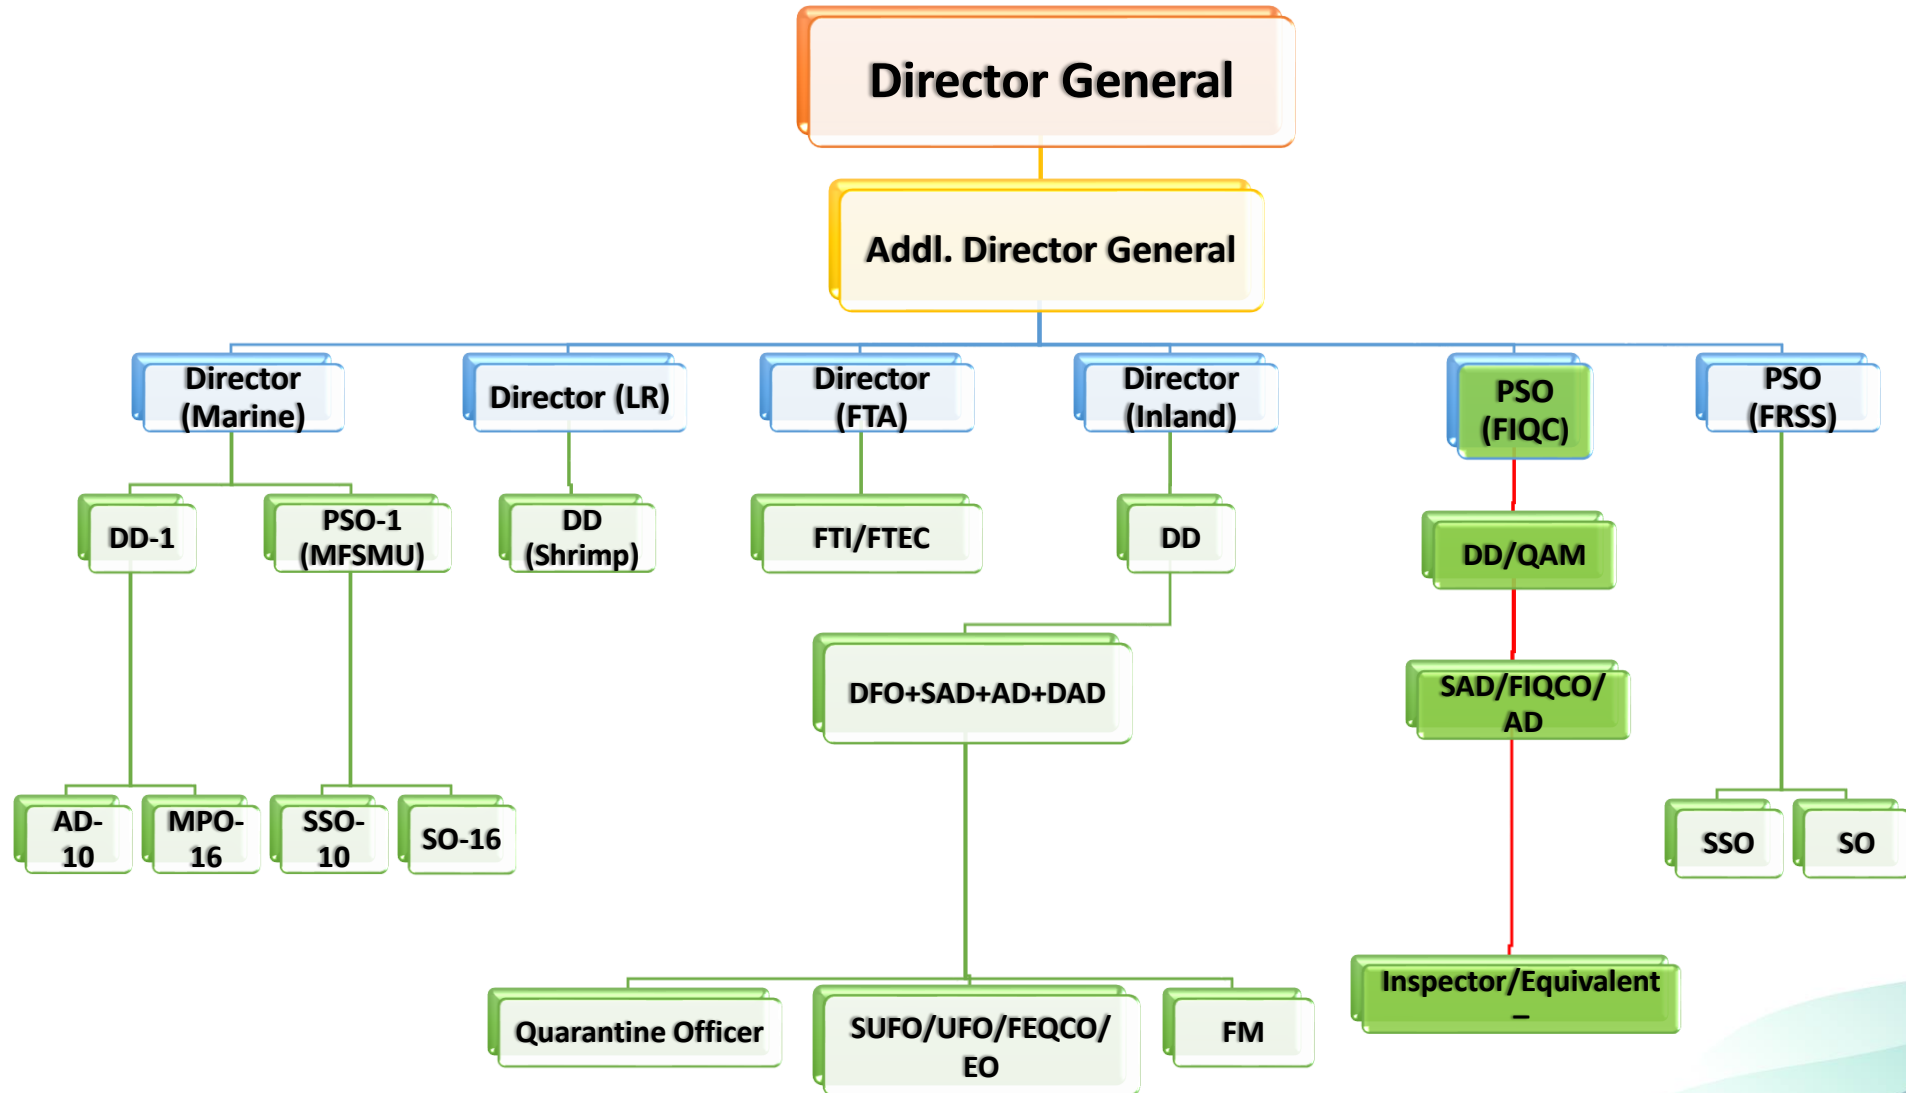 Director General
Addl. Director General
Director
(Marine)
Director (LR)
Director
(FTA)
Director
(Inland)
PSO
(FIQC)
PSO
(FRSS)
DD-1
PSO-1
(MFSMU)
DD
(Shrimp)
FTI/FTEC
DD
DD/QAM
DFO+SAD+AD+DAD
SAD/FIQCO/
AD
AD-
10
MPO-
16
SSO-
10
SO-16
SSO
SO
Quarantine Officer
SUFO/UFO/FEQCO/
EO
FM
Inspector/Equivalent
–